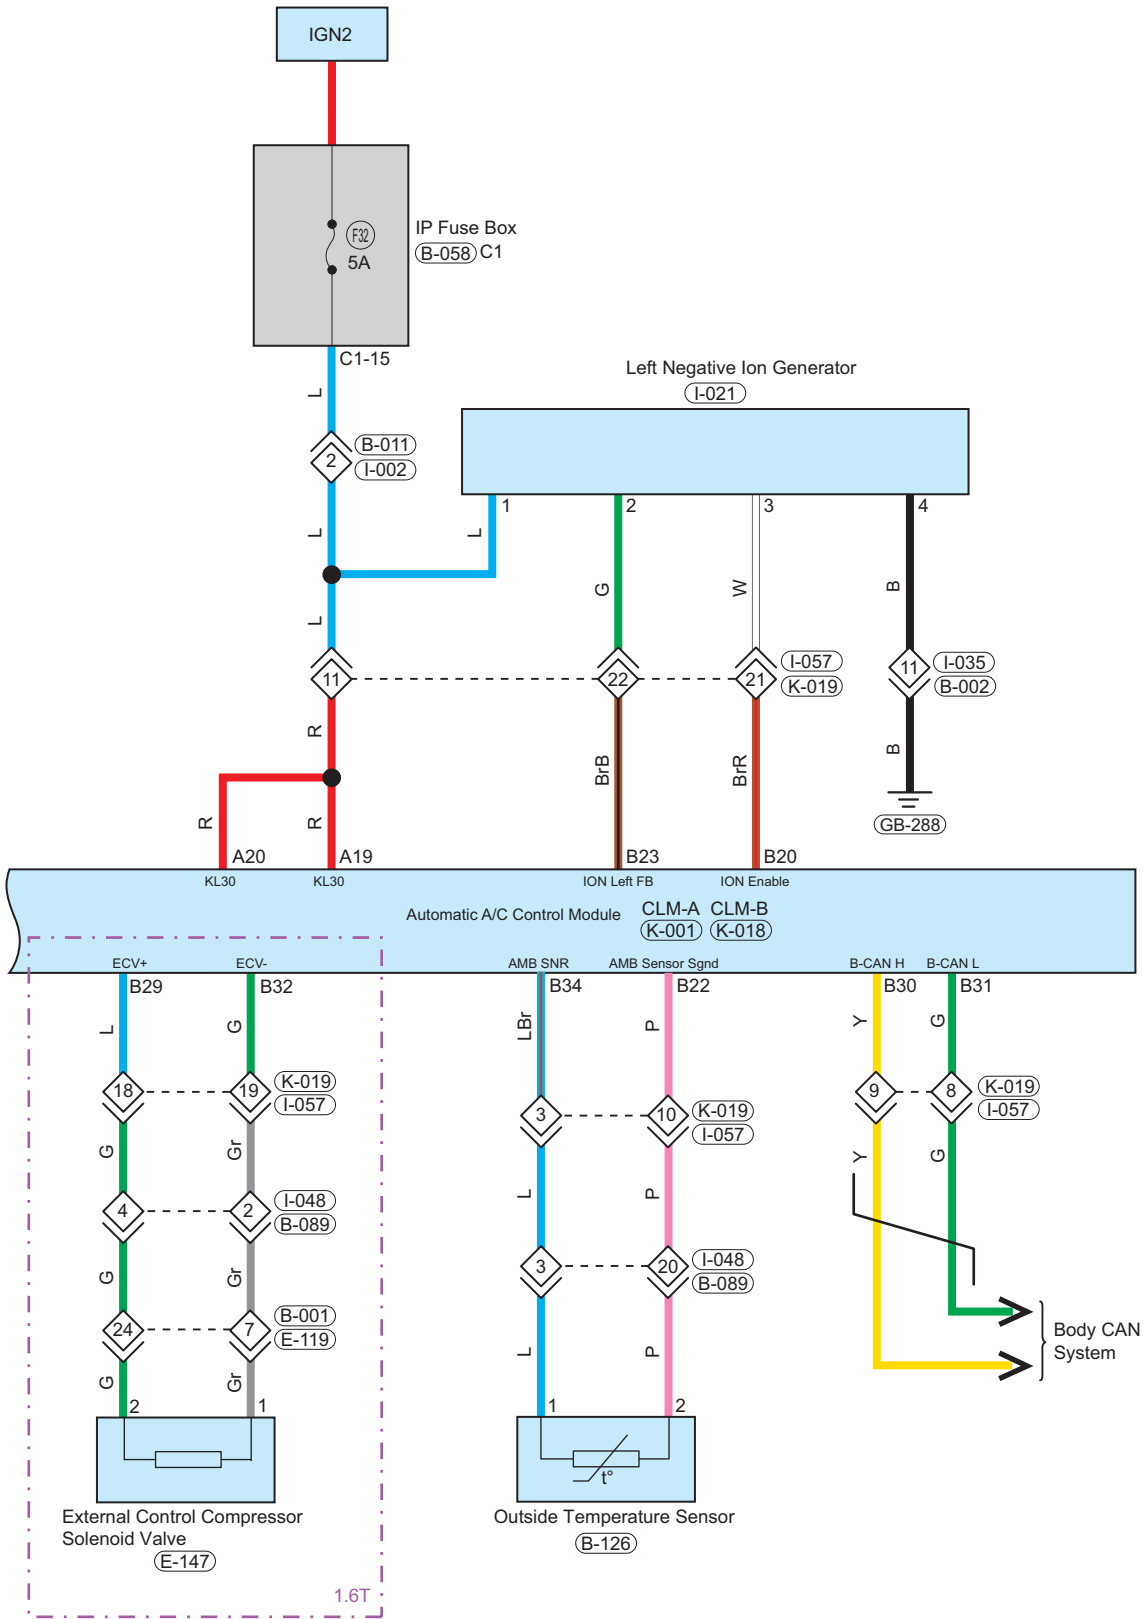 IGN2
F32
5A
IP Fuse Box
B-058 C1
C1-15
L
2
B-011
I-002
Left Negative Ion Generator
I-021
1
2
3
4
L
L
L
G
W
B
11
22
21
I-057
K-019
11
I-035
B-002
R
BrB
BrR
B
GB-288
R
R
A20
A19
B23
B20
KL30
KL30
ION Left FB
ION Enable
Automatic A/C Control Module
CLM-A
K-001
CLM-B
K-018
ECV+
ECV-
AMB SNR
AMB Sensor Sgnd
B-CAN H
B-CAN L
B29
B32
B34
B22
B30
B31
L
G
LBr
P
Y
G
18
19
K-019
I-057
3
10
K-019
I-057
9
8
K-019
I-057
G
Gr
L
P
Y
G
4
2
I-048
B-089
3
20
I-048
B-089
G
Gr
24
7
B-001
E-119
L
P
Body CAN
System
G
Gr
2
1
1
2
t°
External Control Compressor
Solenoid Valve
E-147
Outside Temperature Sensor
B-126
1.6T